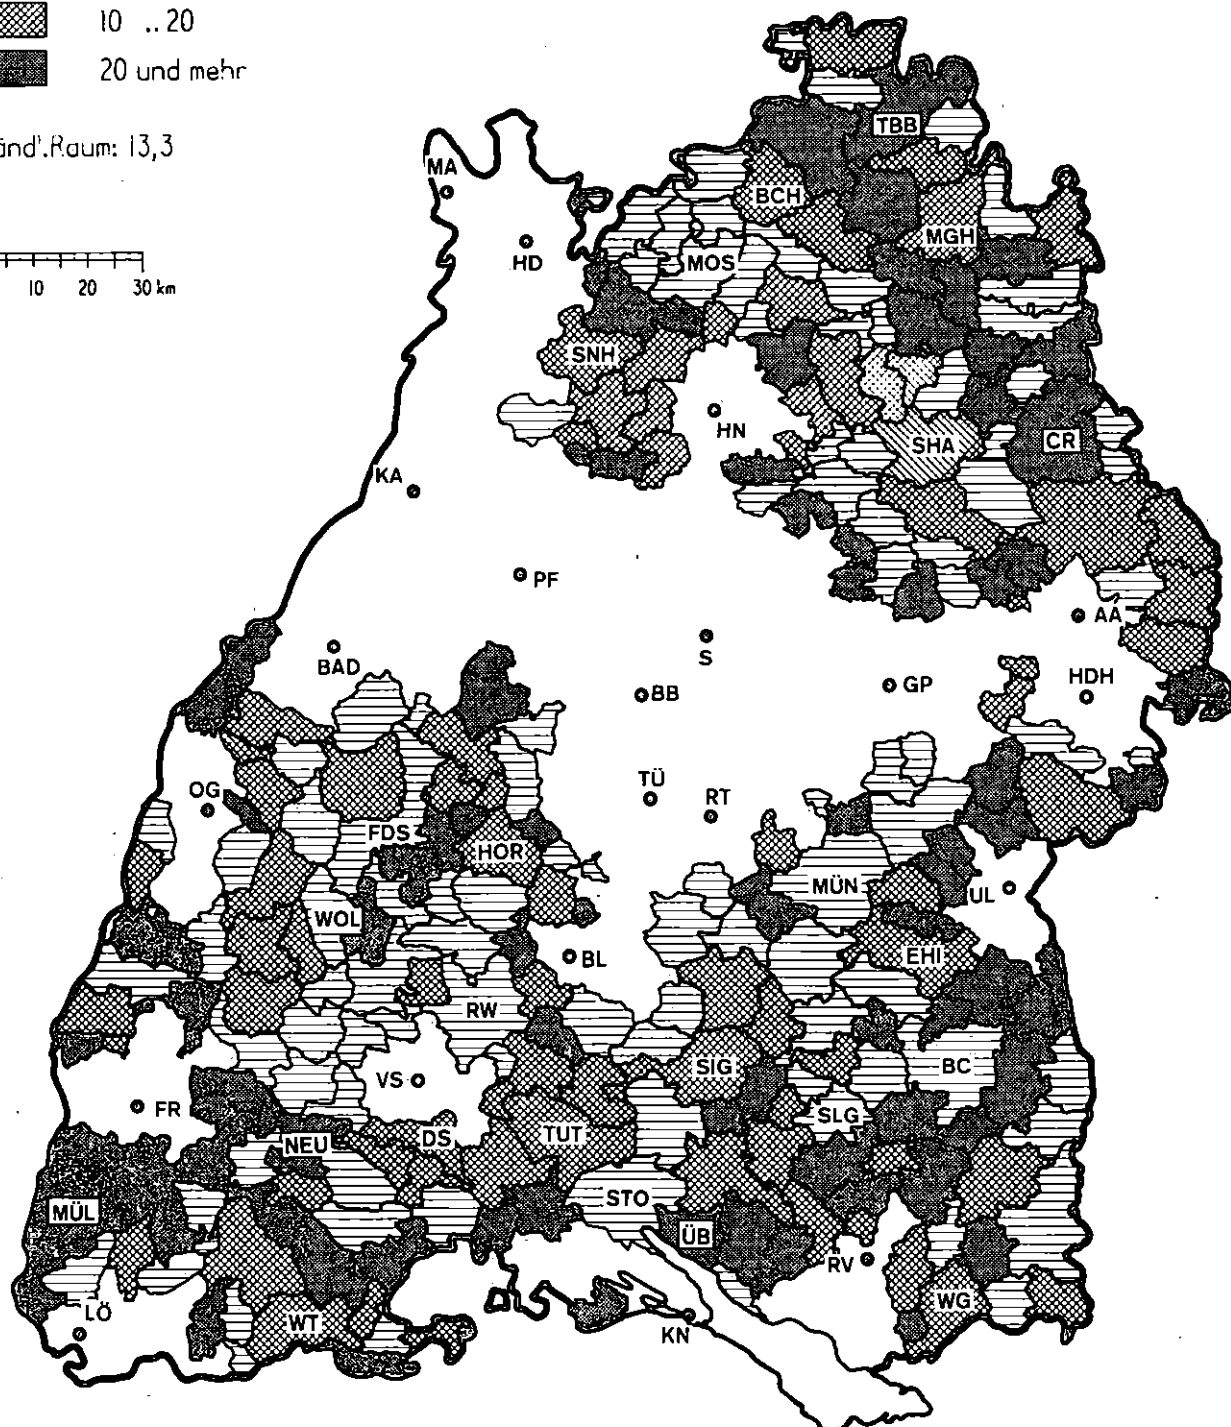 10 .. 20
20 und mehr
änd'.Raum: 13,3
10 20 30 km
MA
TBB
BCH
MGH
HD
MOS
SNH
HN
SHA
CR
KA
PF
AA
S
BAD
BB
GP
HDH
TÜ
RT
OG
FDS
HOR
MÜN
UL
WOL
BL
EHI
RW
SIG
BC
VS
FR
SLG
NEU
DS
TUT
MÜL
STO
ÜB
RV
WG
LÖ
WT
KN